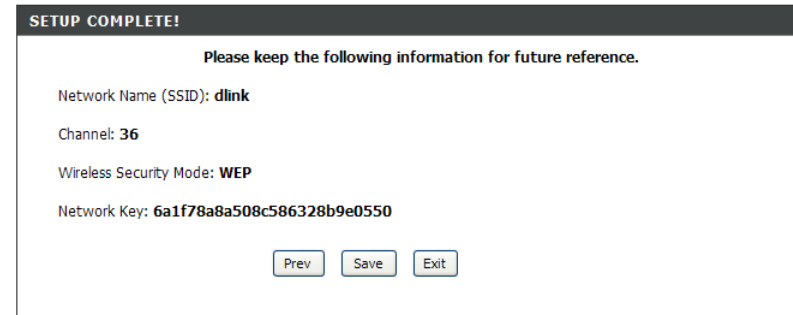 SETUP COMPLETE!
Please keep the following information for future reference.
Network Name (SSID): dlink
Channel: 36
Wireless Security Mode: WEP
Network Key: 6a1f78a8a508c586328b9e0550
Prev Save Exit